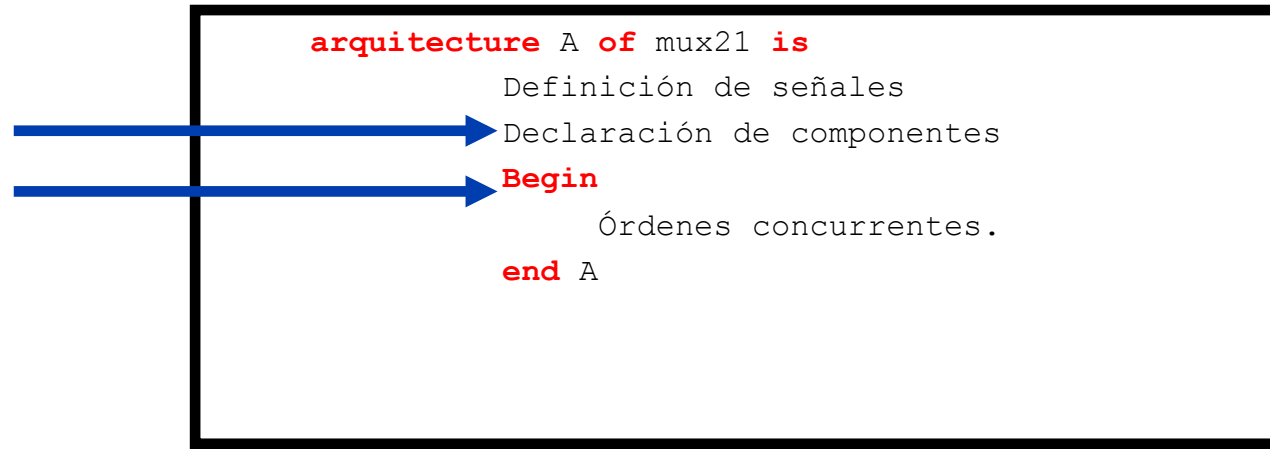 arquitecture A of mux21 is
Definición de señales
Declaración de componentes
Begin
Órdenes concurrentes.
end A